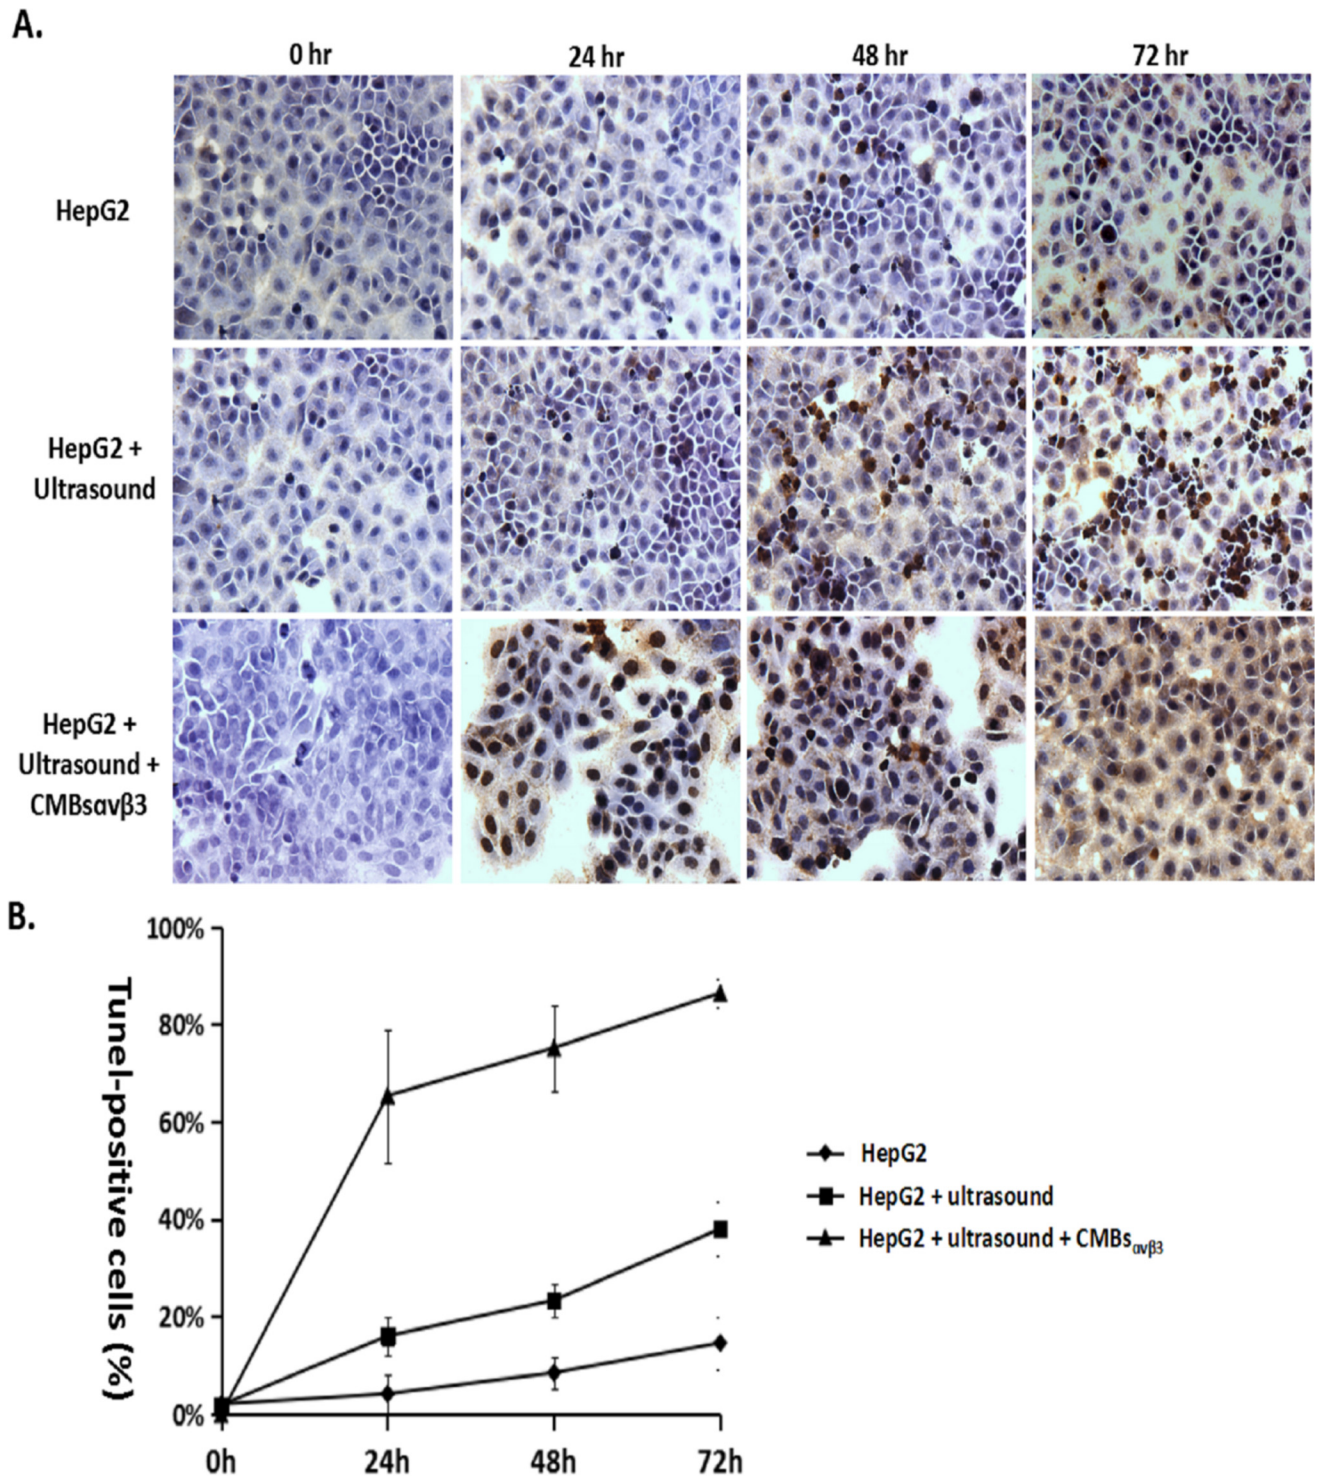 A.
0 hr 24 hr 48 hr 72 hr
HepG2
HepG2 +
Ultrasound
HepG2 +
Ultrasound +
CMBsαvβ3
B.
100%
80%
60%
40%
20%
0%
Tunel-positive cells (%)
0h 24h 48h 72h
HepG2
HepG2 + ultrasound
HepG2 + ultrasound + CMBsαvβ3